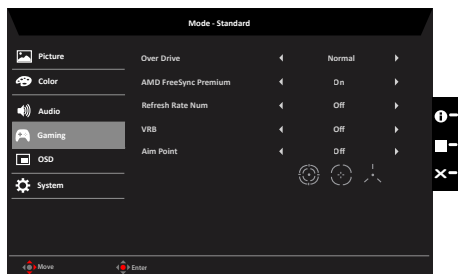 Mode - Standard
Picture
Over Drive Normal
Color
AMD FreeSync Premium On
Audio
Refresh Rate Num Off
Gaming
VRB Off
OSD
Aim Point Off
System
Move Enter